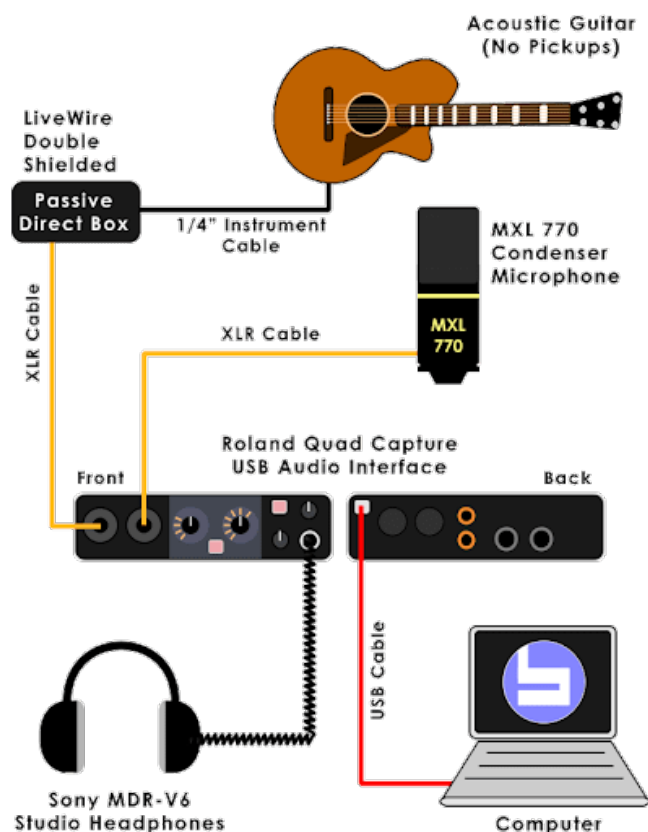 Acoustic Guitar
(No Pickups)
LiveWire
Double
Shielded
Passive
Direct Box
1/4" Instrument
Cable
MXL 770
Condenser
Microphone
XLR Cable
XLR Cable
MXL
770
Roland Quad Capture
USB Audio Interface
Front
Back
USB Cable
Sony MDR-V6
Studio Headphones
Computer